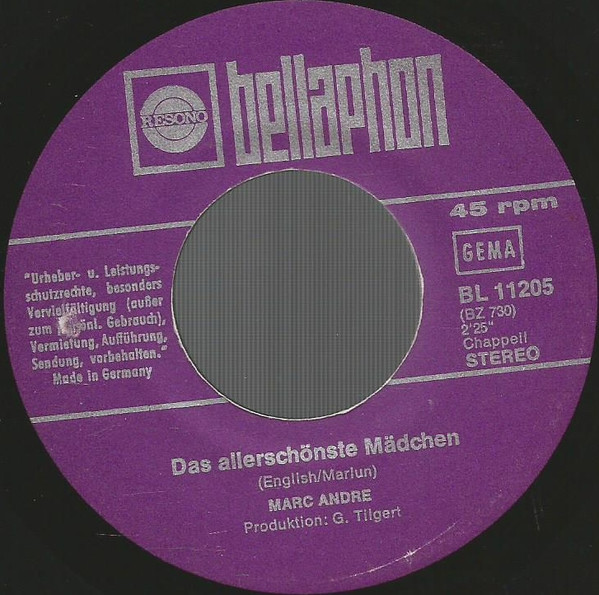 RESONO
bellaphon
45 rpm
GEMA
BL 11205
(BZ 730)
2'25"
Chappell
STEREO
"Urheber- u. Leistungs-
schutzrechte, besonders
Vervielfältigung (außer
zum Gebrauch),
Vermietung, Aufführung,
Sendung, vorbehalten."
Made in Germany
Das allerschönste Mädchen
(English/Marlun)
MARC ANDRE
Produktion: G. Tilgert